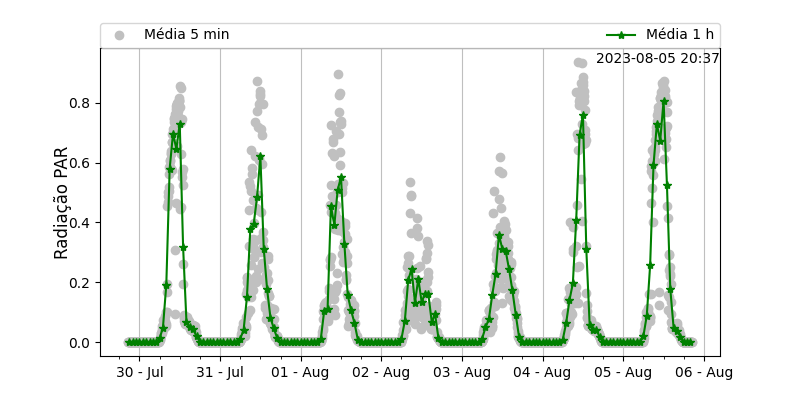 Média 5 min
Média 1 h
2023-08-05 20:37
Radiação PAR
0.8
0.6
0.4
0.2
0.0
30 - Jul
31 - Jul
01 - Aug
02 - Aug
03 - Aug
04 - Aug
05 - Aug
06 - Aug